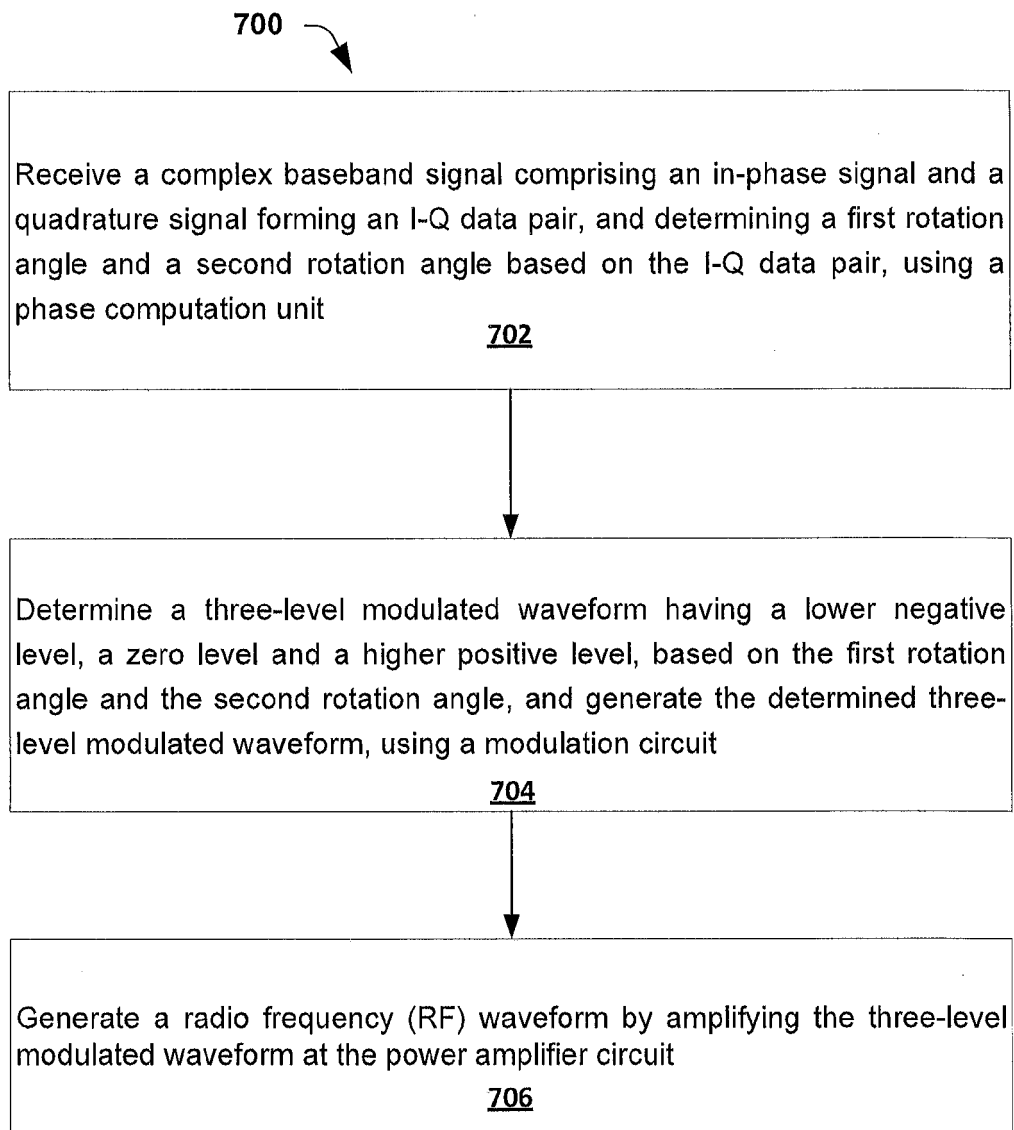 700
Receive a complex baseband signal comprising an in-phase signal and a
quadrature signal forming an I-Q data pair, and determining a first rotation
angle and a second rotation angle based on the I-Q data pair, using a
phase computation unit
702
Determine a three-level modulated waveform having a lower negative
level, a zero level and a higher positive level, based on the first rotation
angle and the second rotation angle, and generate the determined three-
level modulated waveform, using a modulation circuit
704
Generate a radio frequency (RF) waveform by amplifying the three-level
modulated waveform at the power amplifier circuit
706